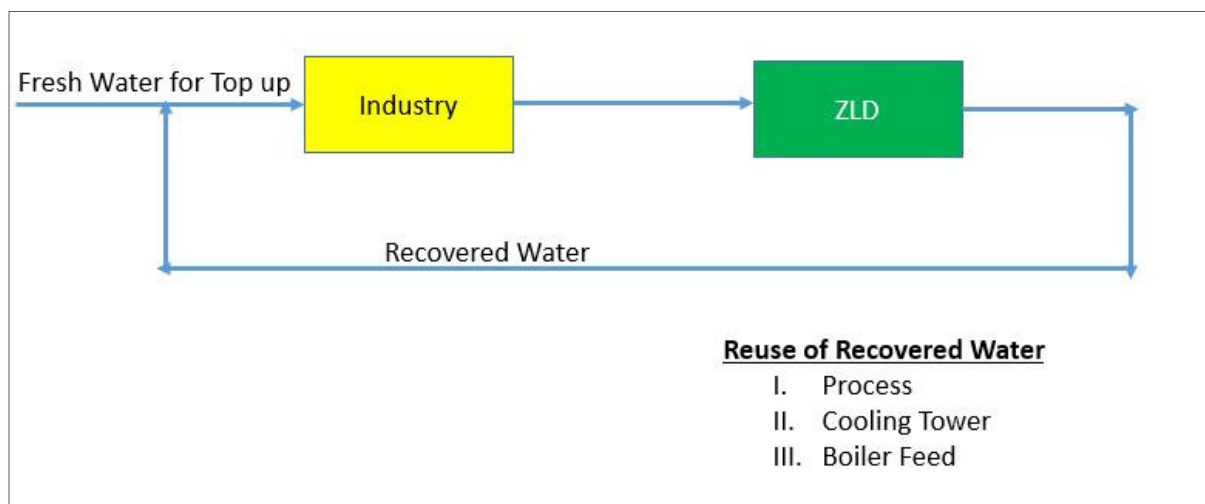 Fresh Water for Top up
Industry
ZLD
Recovered Water
Reuse of Recovered Water
I. Process
II. Cooling Tower
III. Boiler Feed